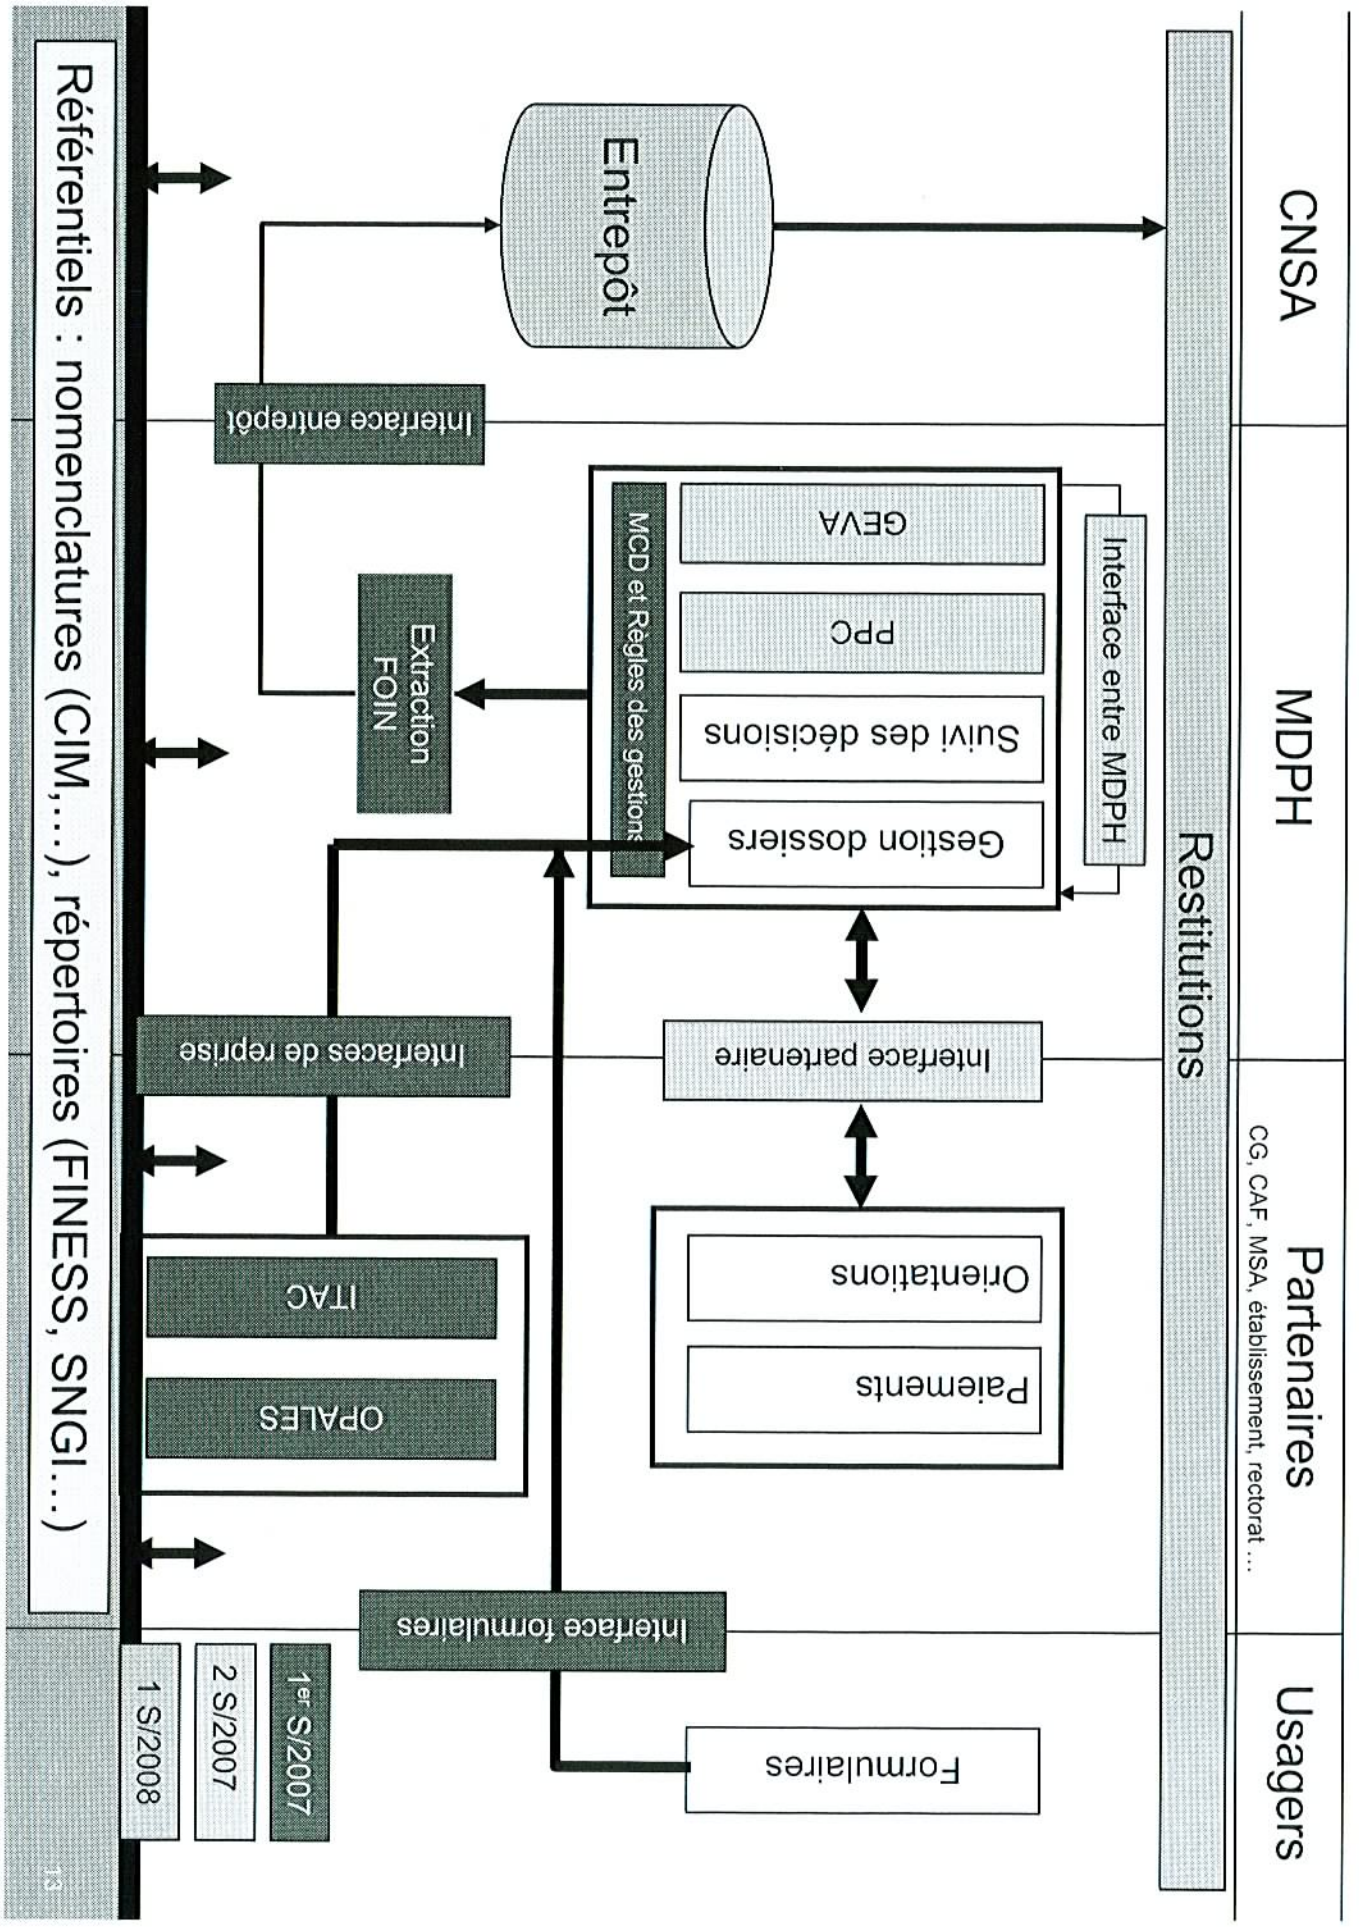 CNSA
MDPH
Partenaires
CG, CAF, MSA, établissement, rectorat ...
Usagers
Restitutions
Entrepôt
Interface entrepôt
Interface entre MDPH
GEVA
PPC
Suivi des décisions
Gestion dossiers
MCD et Règles des gestions
Extraction
FOIN
Interface partenaire
Interfaces de reprise
Orientations
Paiements
ITAC
OPALES
Interface formulaires
Formulaires
1er S/2007
2 S/2007
1 S/2008
Référentiels : nomenclatures (CIM,...), répertoires (FINESS, SNGI...)
13